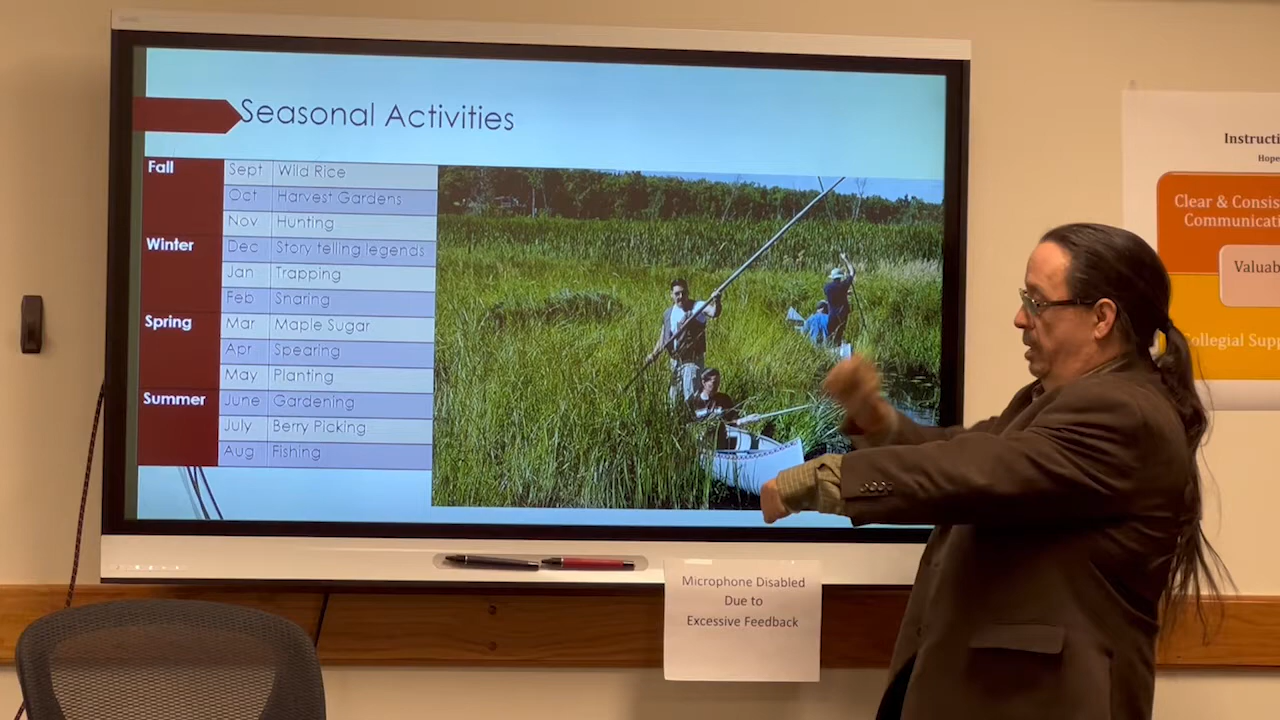 Seasonal Activities
Fall Sept Wild Rice
Oct Harvest Gardens
Nov Hunting
Winter Dec Story telling legends
Jan Trapping
Feb Snaring
Spring Mar Maple Sugar
Apr Spearing
May Planting
Summer June Gardening
July Berry Picking
Aug Fishing
Microphone Disabled
Due to
Excessive Feedback
Instructi
Hope
Clear & Consis
Communicati
Valuab
Collegial Supp